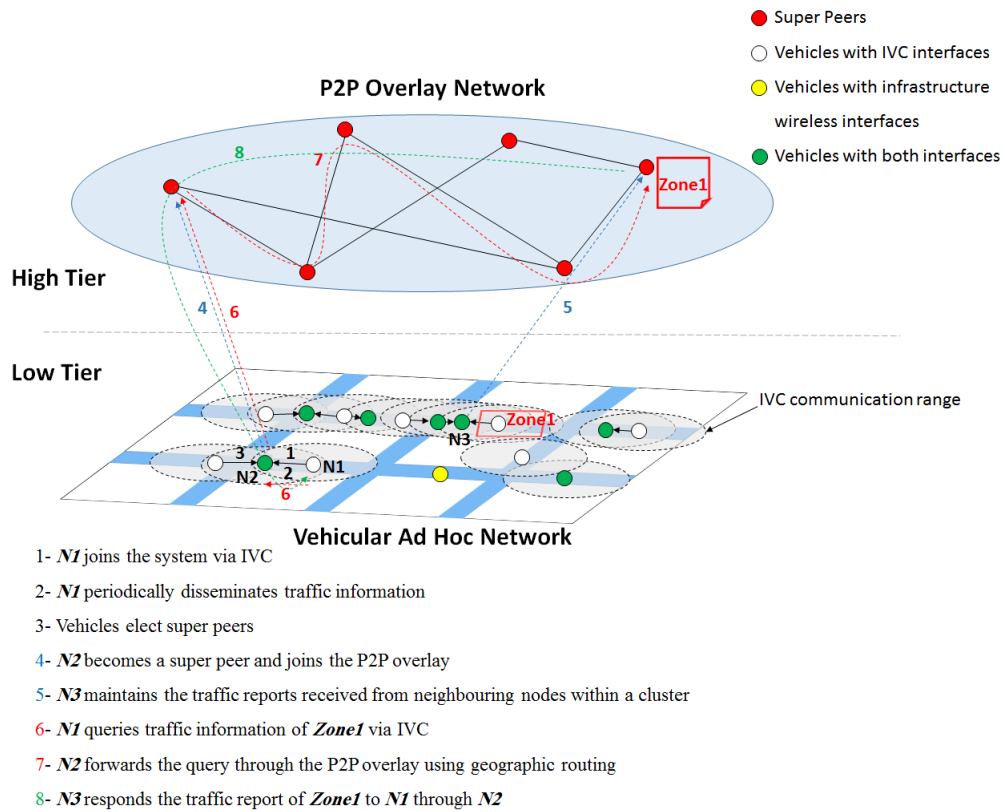 Super Peers
Vehicles with IVC interfaces
Vehicles with infrastructure
wireless interfaces
Vehicles with both interfaces
P2P Overlay Network
8
7
Zone1
High Tier
4
6
5
Low Tier
IVC communication range
Zone1
N3
3
1
N1
N2
2
6
Vehicular Ad Hoc Network
1- N1 joins the system via IVC
2- N1 periodically disseminates traffic information
3- Vehicles elect super peers
4- N2 becomes a super peer and joins the P2P overlay
5- N3 maintains the traffic reports received from neighbouring nodes within a cluster
6- N1 queries traffic information of Zone1 via IVC
7- N2 forwards the query through the P2P overlay using geographic routing
8- N3 responds the traffic report of Zone1 to N1 through N2